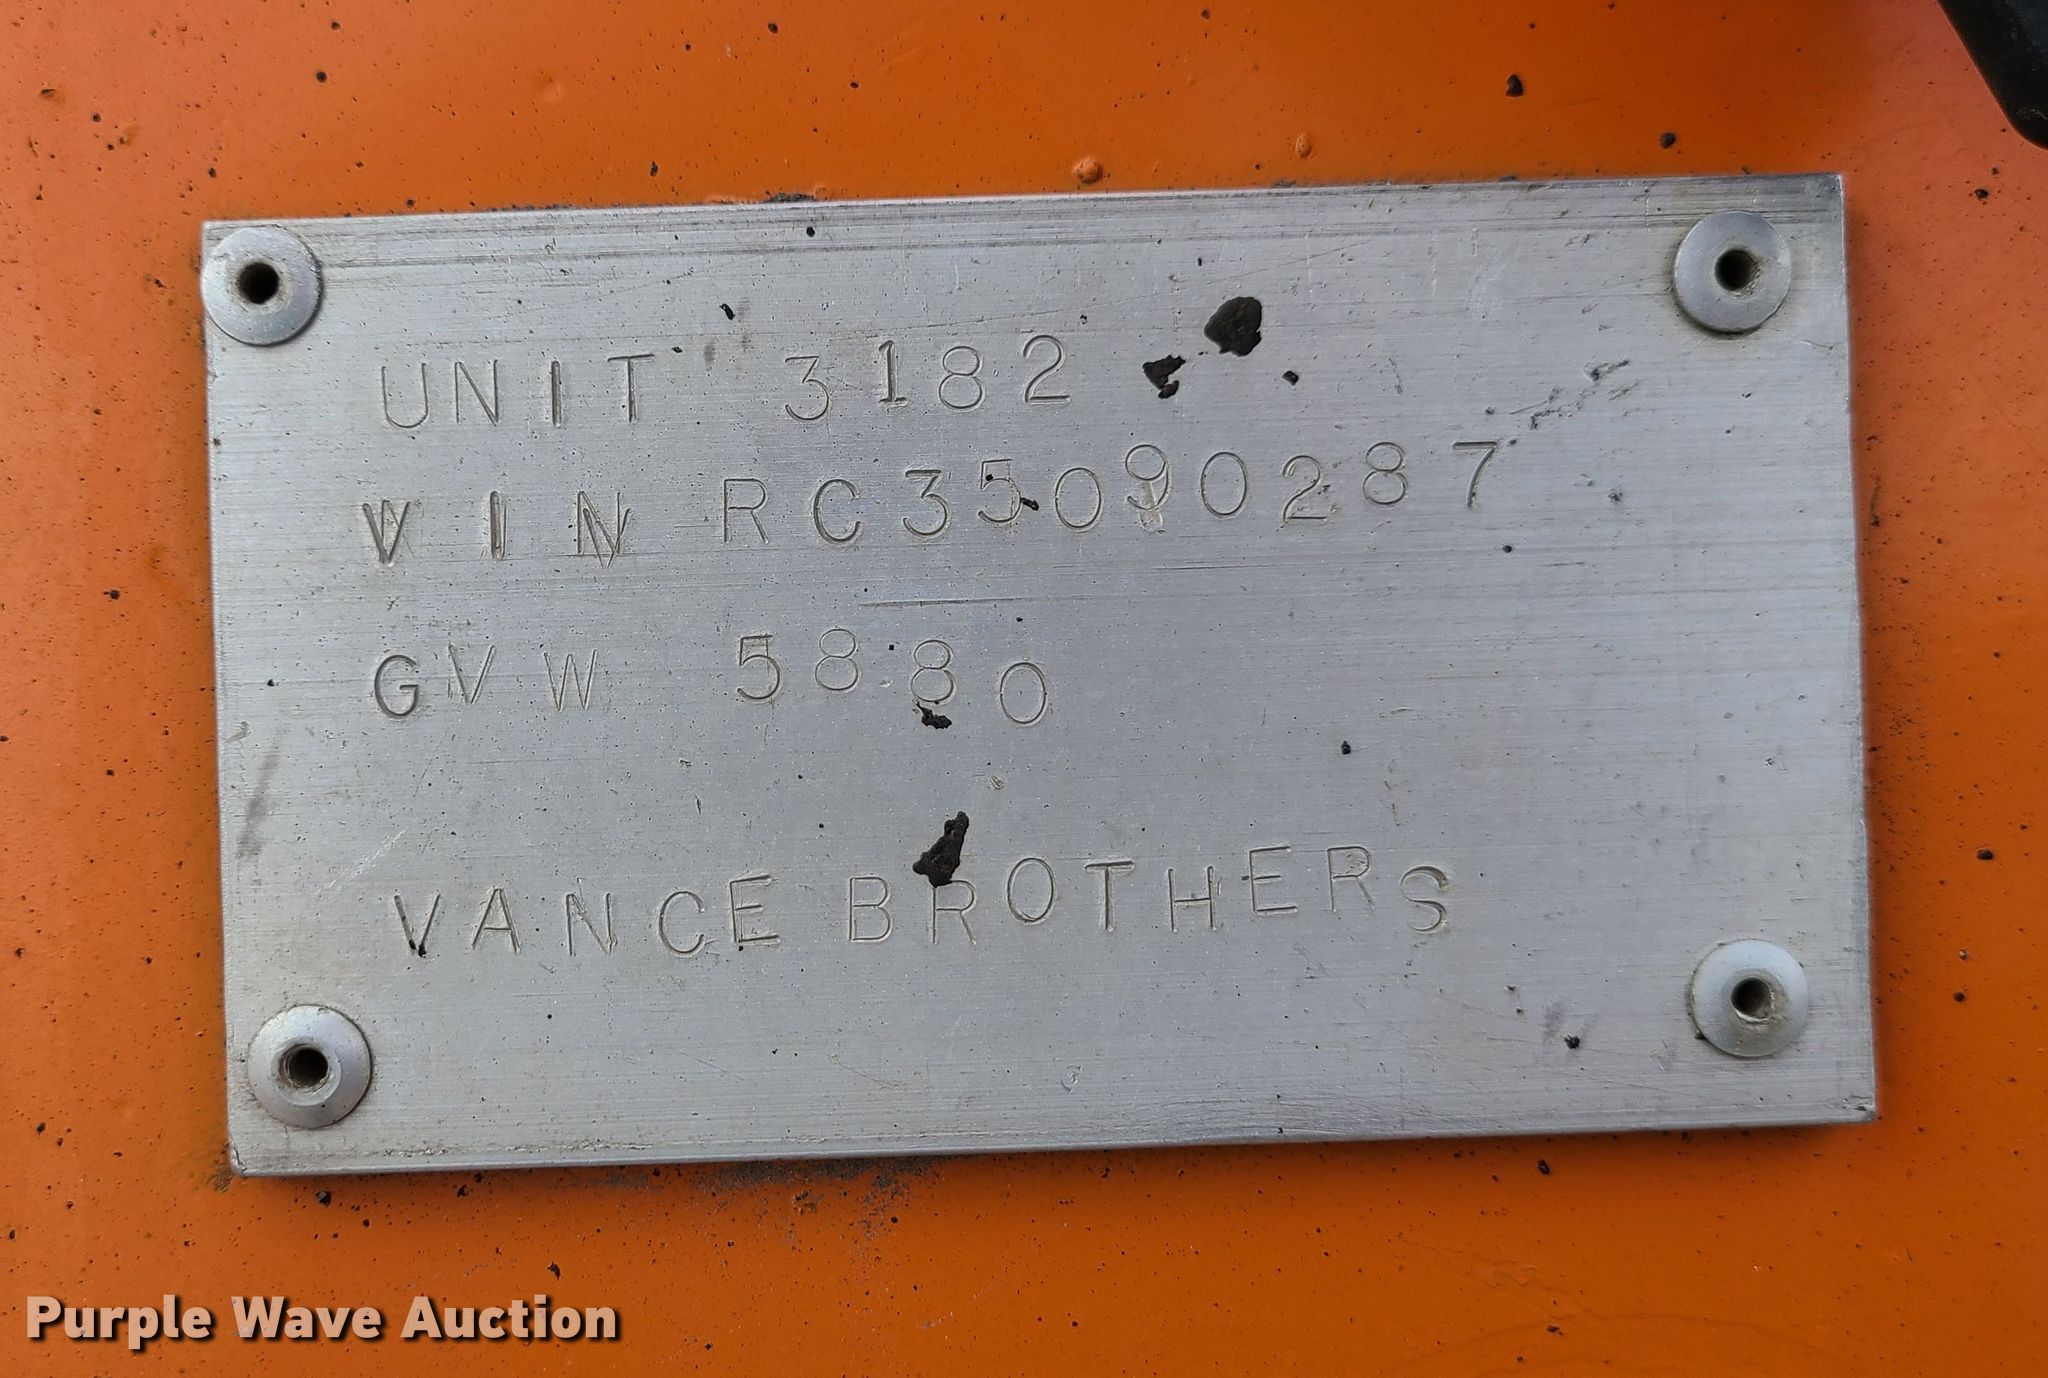 UNIT 3182
VIN RC35090287
GVW 5880
VANCE BROTHERS
Purple Wave Auction